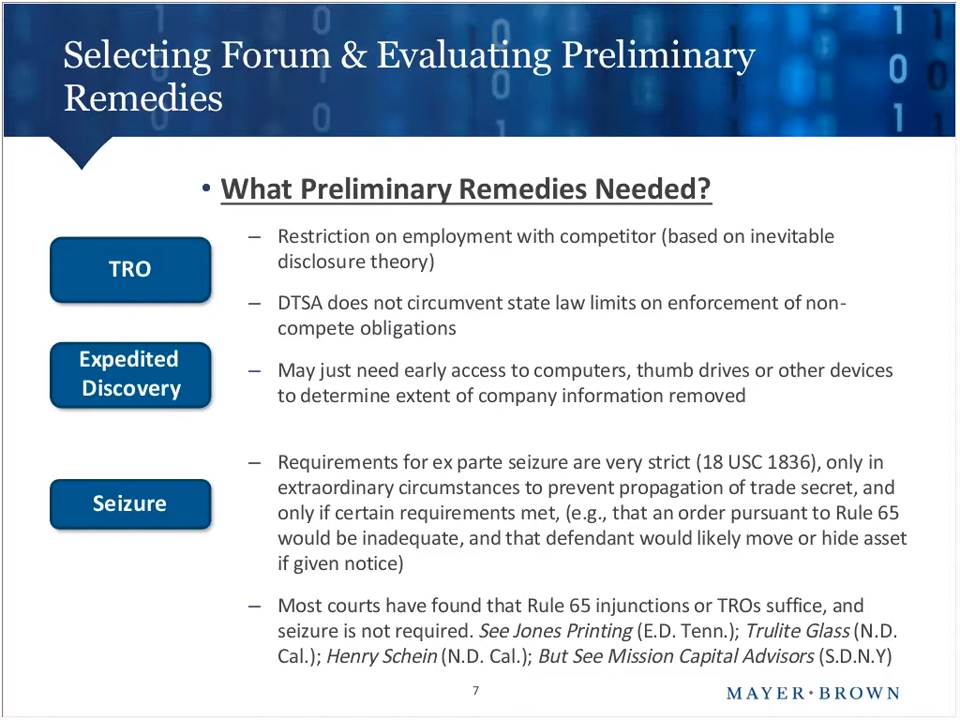 Selecting Forum & Evaluating Preliminary
Remedies
• What Preliminary Remedies Needed?
TRO
– Restriction on employment with competitor (based on inevitable
disclosure theory)
– DTSA does not circumvent state law limits on enforcement of non-
compete obligations
Expedited
Discovery
– May just need early access to computers, thumb drives or other devices
to determine extent of company information removed
Seizure
– Requirements for ex parte seizure are very strict (18 USC 1836), only in
extraordinary circumstances to prevent propagation of trade secret, and
only if certain requirements met, (e.g., that an order pursuant to Rule 65
would be inadequate, and that defendant would likely move or hide asset
if given notice)
– Most courts have found that Rule 65 injunctions or TROs suffice, and
seizure is not required. See Jones Printing (E.D. Tenn.); Trulite Glass (N.D.
Cal.); Henry Schein (N.D. Cal.); But See Mission Capital Advisors (S.D.N.Y)
7
MAYER • BROWN